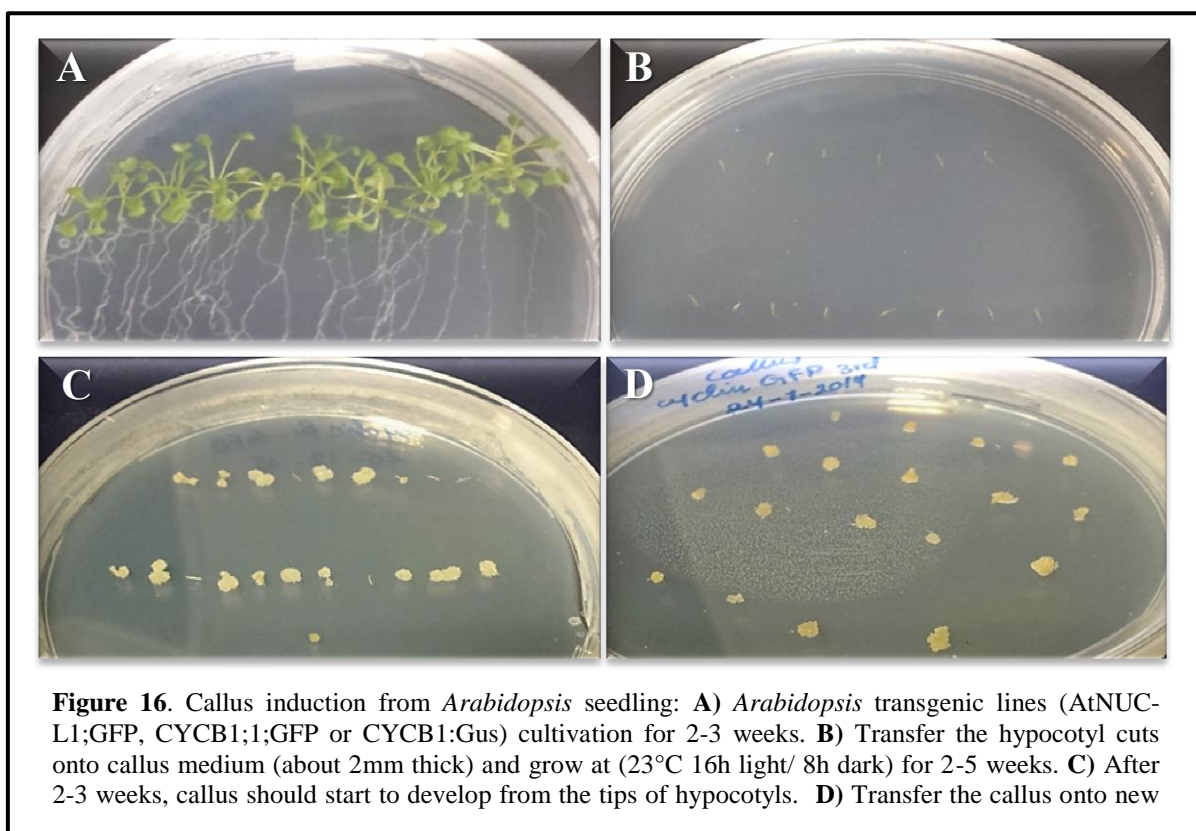 A
B
C
D
callus
cyclin GFP 3rd
Figure 16. Callus induction from Arabidopsis seedling: A) Arabidopsis transgenic lines (AtNUC-
L1;GFP, CYCB1;1;GFP or CYCB1:Gus) cultivation for 2-3 weeks. B) Transfer the hypocotyl cuts
onto callus medium (about 2mm thick) and grow at (23°C 16h light/ 8h dark) for 2-5 weeks. C) After
2-3 weeks, callus should start to develop from the tips of hypocotyls. D) Transfer the callus onto new